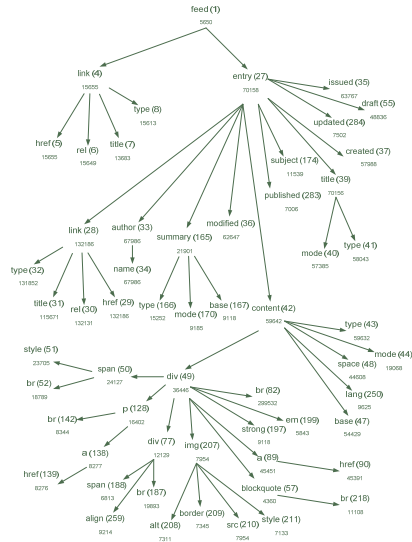 feed (1)
5650
link (4)
15655
entry (27)
70158
issued (35)
63767
type (8)
15613
draft (55)
48836
updated (284)
7502
href (5)
15655
rel (6)
15649
title (7)
13683
created (37)
57988
subject (174)
11539
title (39)
70156
published (283)
7006
link (28)
132186
author (33)
67986
modified (36)
62647
summary (165)
21901
mode (40)
57385
type (41)
58043
type (32)
131852
name (34)
67986
title (31)
115671
rel (30)
132131
href (29)
132186
type (166)
15252
mode (170)
9185
base (167)
9118
content (42)
59642
type (43)
59632
style (51)
23705
mode (44)
19068
span (50)
24127
div (49)
36446
space (48)
44608
br (52)
18789
br (82)
299532
lang (250)
9625
p (128)
16402
br (142)
8344
em (199)
5843
base (47)
54429
strong (197)
9118
div (77)
12129
img (207)
7954
a (138)
8277
a (89)
45451
href (90)
45391
href (139)
8276
span (188)
6813
br (187)
19893
blockquote (57)
4360
br (218)
11108
align (259)
9214
border (209)
7345
alt (208)
7311
src (210)
7954
style (211)
7133